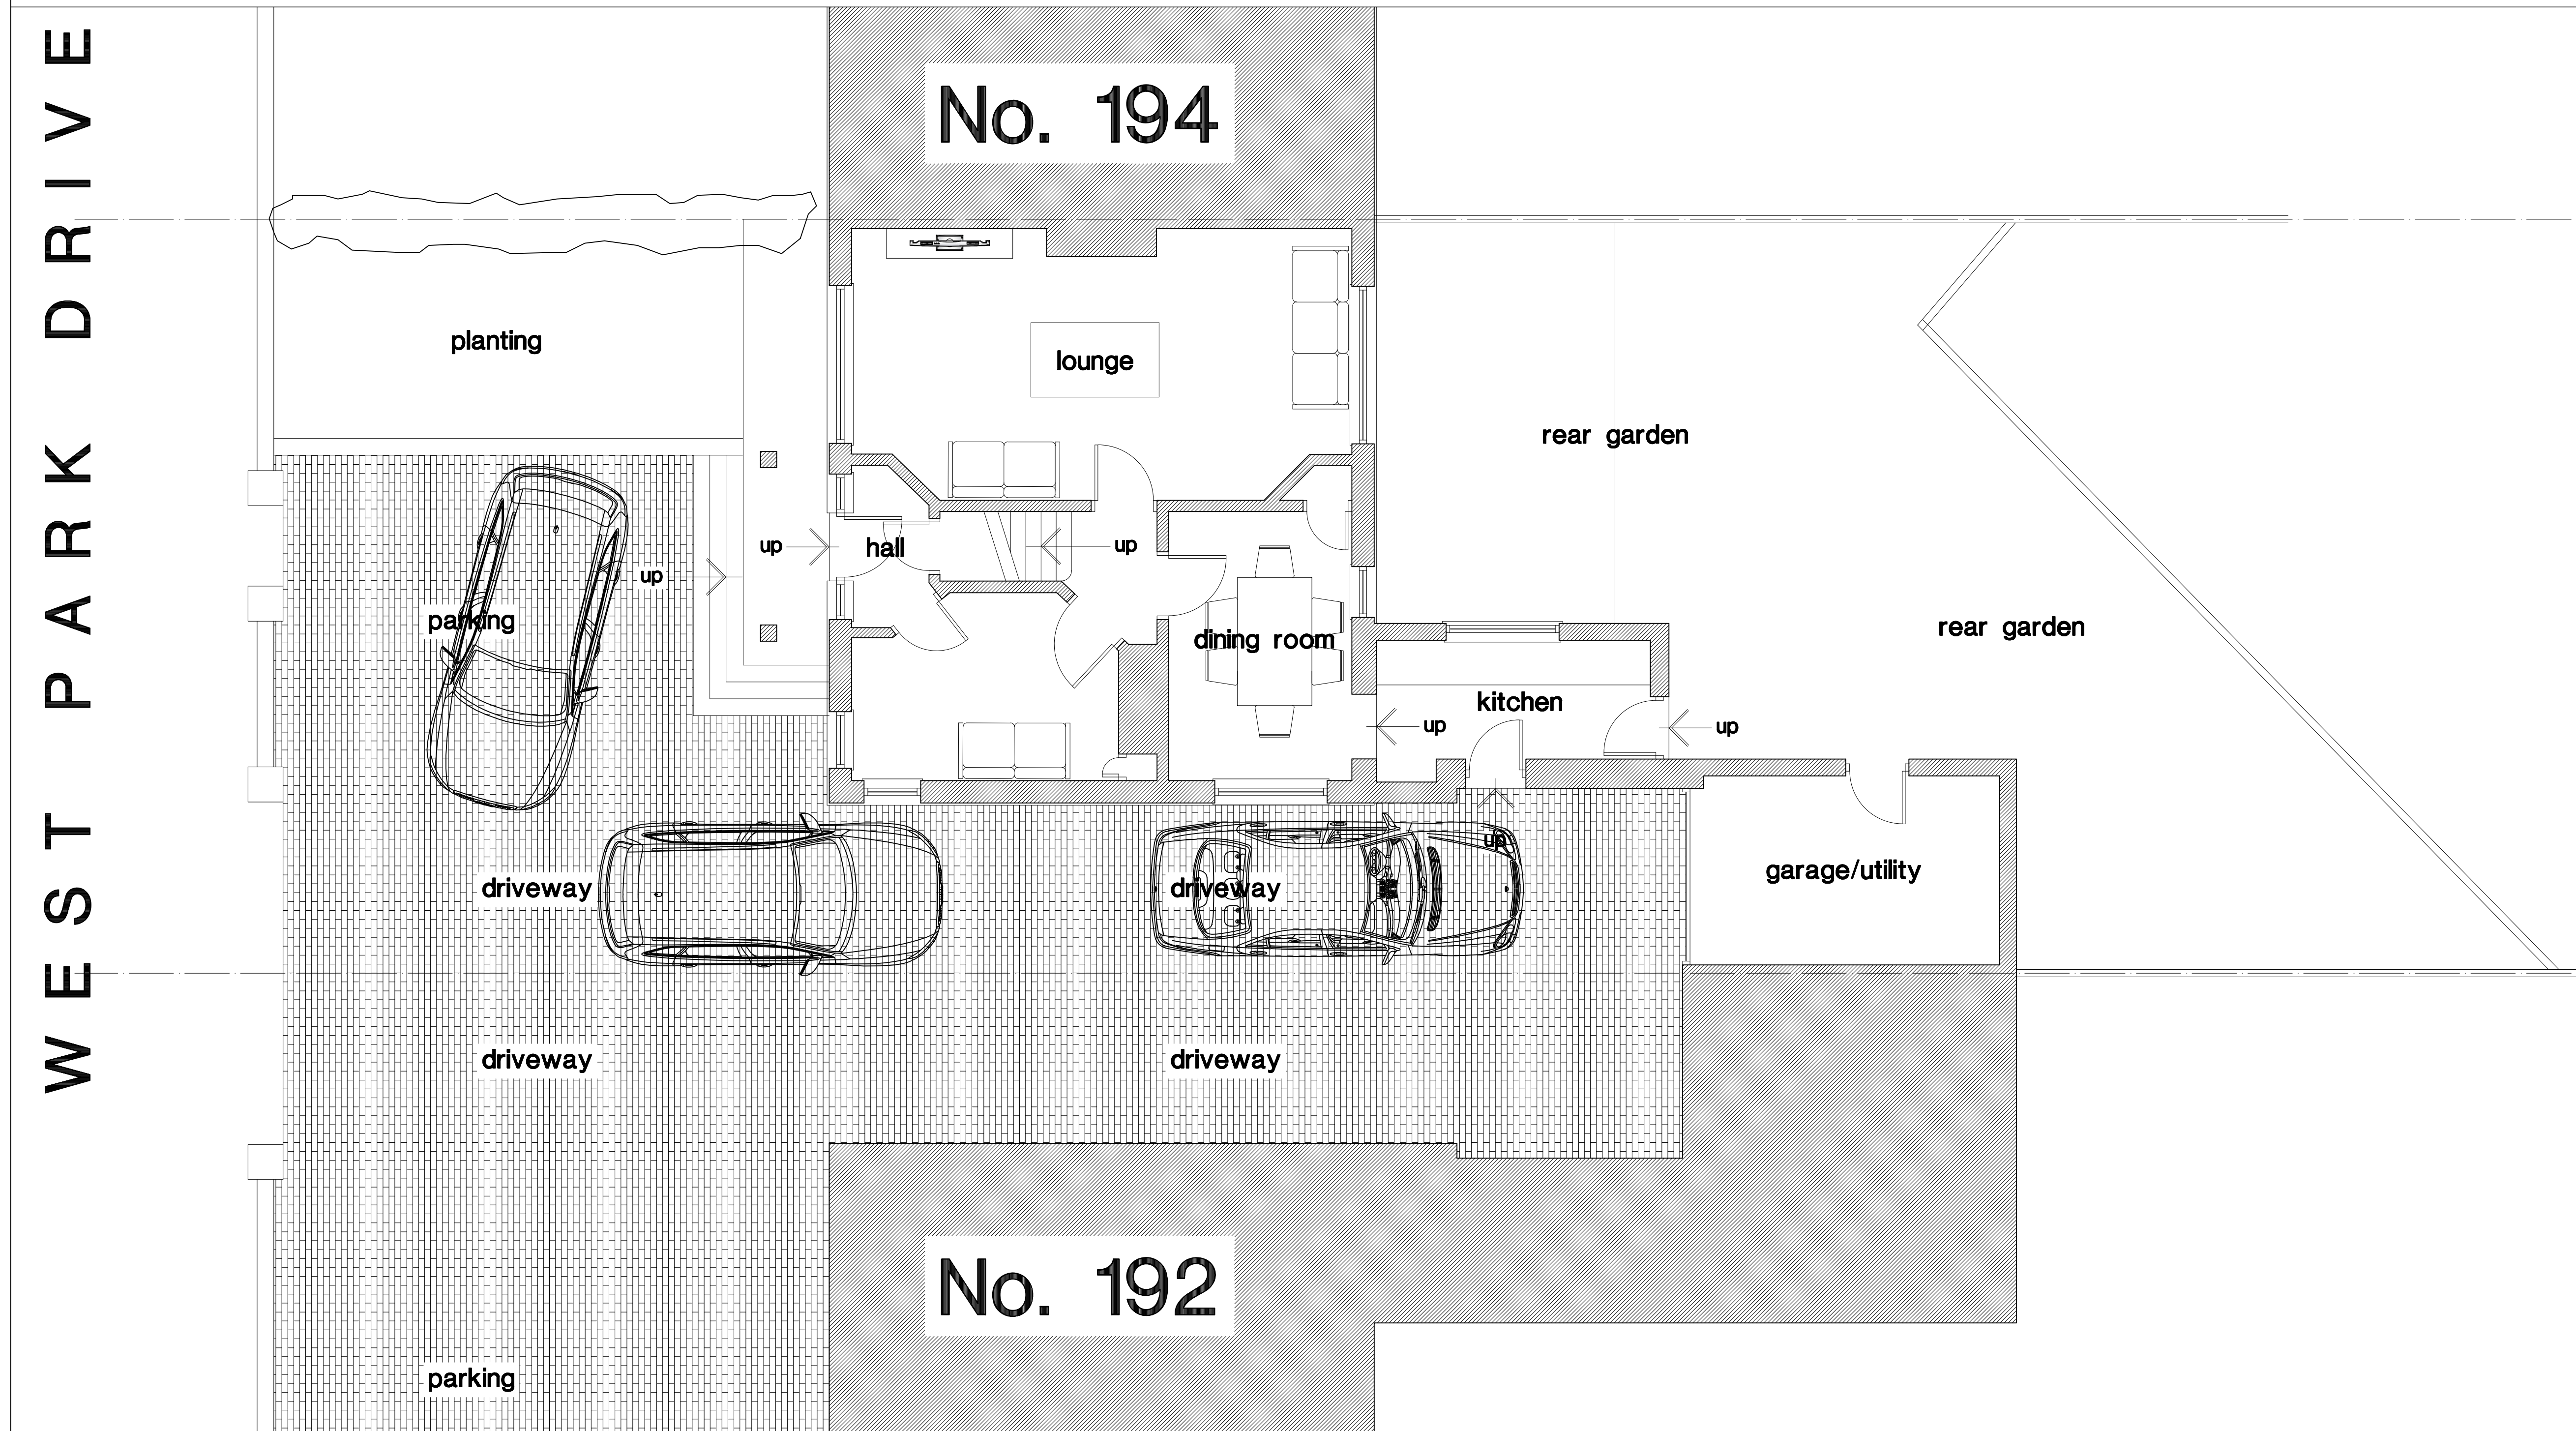 WEST PARK DRIVE
No. 194
planting
lounge
rear garden
up
hall
up
up
parking
dining room
rear garden
kitchen
up
up
up
garage/utility
driveway
driveway
driveway
driveway
No. 192
parking